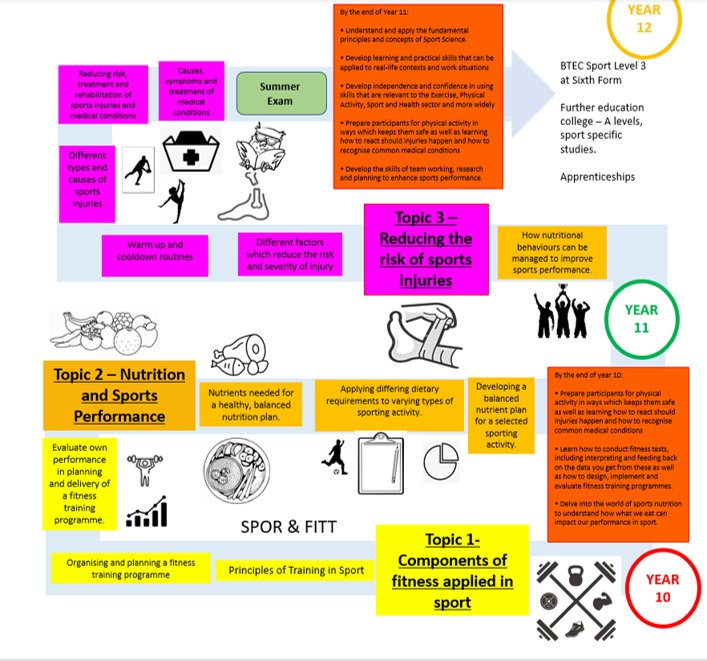 YEAR
12
By the end of Year 11:
• Understand and apply the fundamental
principles and concepts of Sport Science.
• Develop learning and practical skills that can be
applied to real-life contexts and work situations
• Develop independence and confidence in using
skills that are relevant to the Exercise, Physical
Activity, Sport and Health sector and more widely
• Prepare participants for physical activity in
ways which keeps them safe as well as learning
how to react should injuries happen and how to
recognise common medical conditions
• Develop the skills of team working, research
and planning to enhance sports performance.
BTEC Sport Level 3
at Sixth Form
Further education
college – A levels,
sport specific
studies.
Apprenticeships
Reducing risk,
treatment and
rehabilitation of
sports injuries and
medical conditions
Causes,
symptoms and
treatment of
medical
conditions
Summer
Exam
Different
types and
causes of
sports
injuries
Warm up and
cooldown routines
Different factors
which reduce the risk
and severity of injury
Topic 3 –
Reducing the
risk of sports
injuries
How nutritional
behaviours can be
managed to improve
sports performance.
YEAR
11
Topic 2 – Nutrition
and Sports
Performance
Nutrients needed for
a healthy, balanced
nutrition plan.
Applying differing dietary
requirements to varying types of
sporting activity.
Developing a
balanced
nutrient plan
for a selected
sporting
activity.
By the end of year 10:
• Prepare participants for physical
activity in ways which keeps them safe
as well as learning how to react should
injuries happen and how to recognise
common medical conditions
• Learn how to conduct fitness tests,
including interpreting and feeding back
on the data you get from these as well
as how to design, implement and
evaluate fitness training programmes.
• Delve into the world of sports nutrition
to understand how what we eat can
impact our performance in sport.
Evaluate own
performance
in planning
and delivery of
a fitness
training
programme.
SPOR & FITT
Organising and planning a fitness
training programme
Principles of Training in Sport
Topic 1-
Components of
fitness applied in
sport
YEAR
10